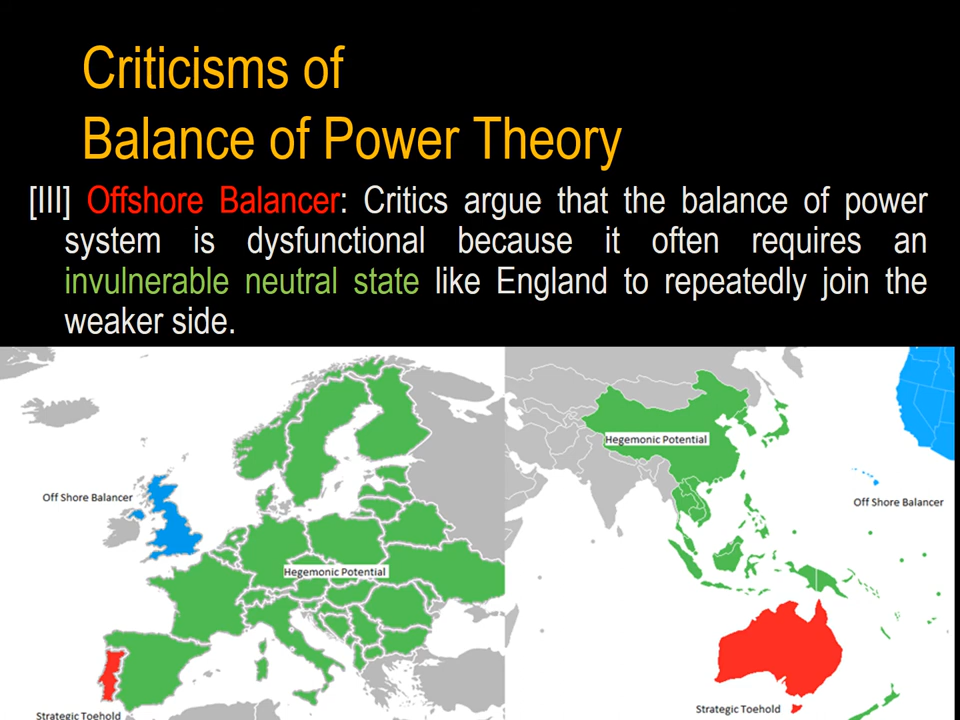 Criticisms of
Balance of Power Theory
[III] Offshore Balancer: Critics argue that the balance of power
system is dysfunctional because it often requires an
invulnerable neutral state like England to repeatedly join the
weaker side.
Off Shore Balancer
Hegemonic Potential
Strategic Toehold
Hegemonic Potential
Off Shore Balancer
Strategic Toehold